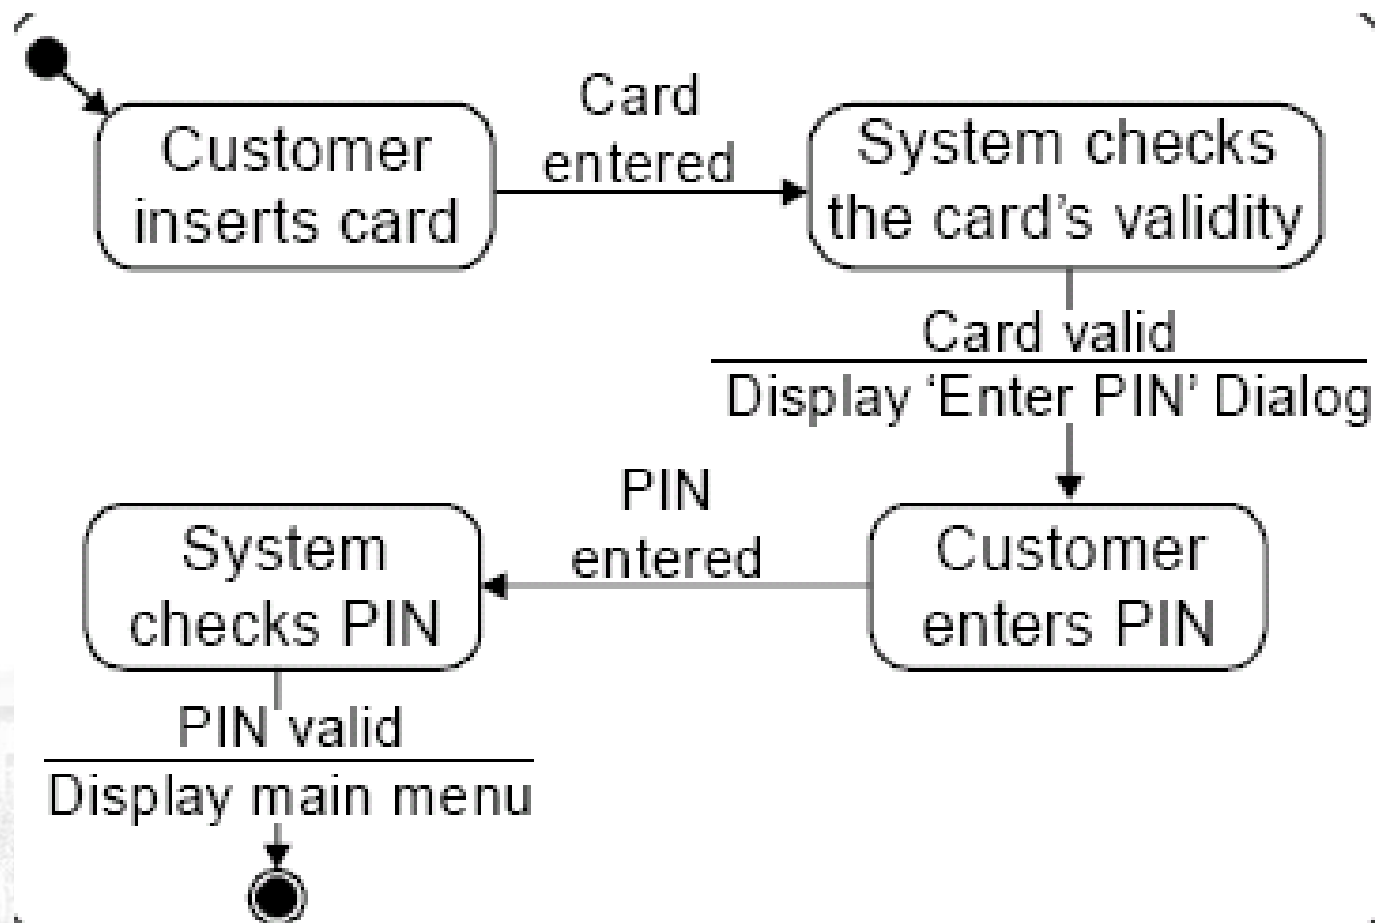 Customer
inserts card
Card
entered
System checks
the card's validity
Card valid
Display 'Enter PIN' Dialog
Customer
enters PIN
PIN
entered
System
checks PIN
PIN valid
Display main menu